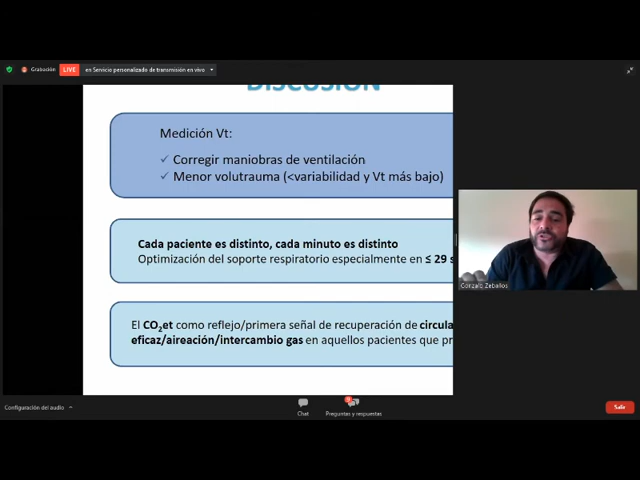 Grabación
LIVE
en Servicio personalizado de transmisión en vivo
DISCUSIÓN
Medición Vt:
✓ Corregir maniobras de ventilación
✓ Menor volutrauma (<variabilidad y Vt más bajo)
Cada paciente es distinto, cada minuto es distinto
Optimización del soporte respiratorio especialmente en ≤ 29 s
El CO₂et como reflejo/primera señal de recuperación de circula
eficaz/aireación/intercambio gas en aquellos pacientes que pr
Gonzalo Zeballos
Configuración del audio
Chat
Preguntas y respuestas
Salir